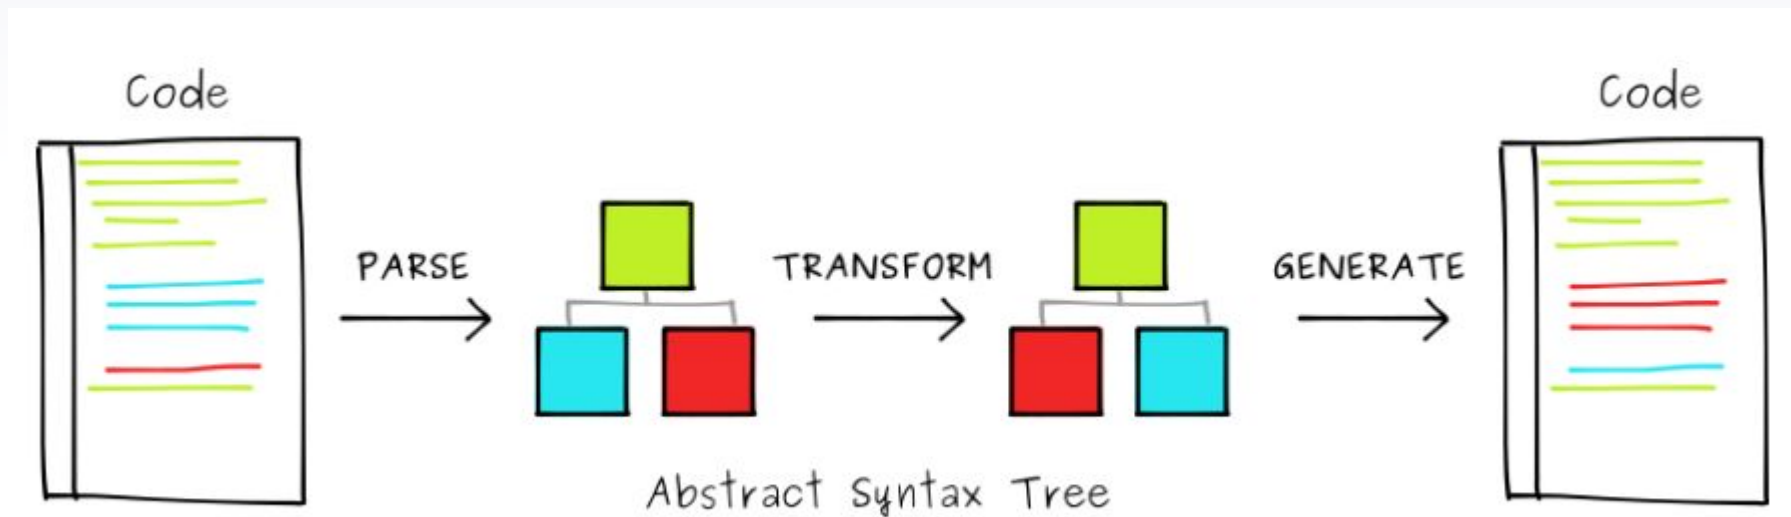 Code
Code
PARSE
TRANSFORM
GENERATE
Abstract Syntax Tree